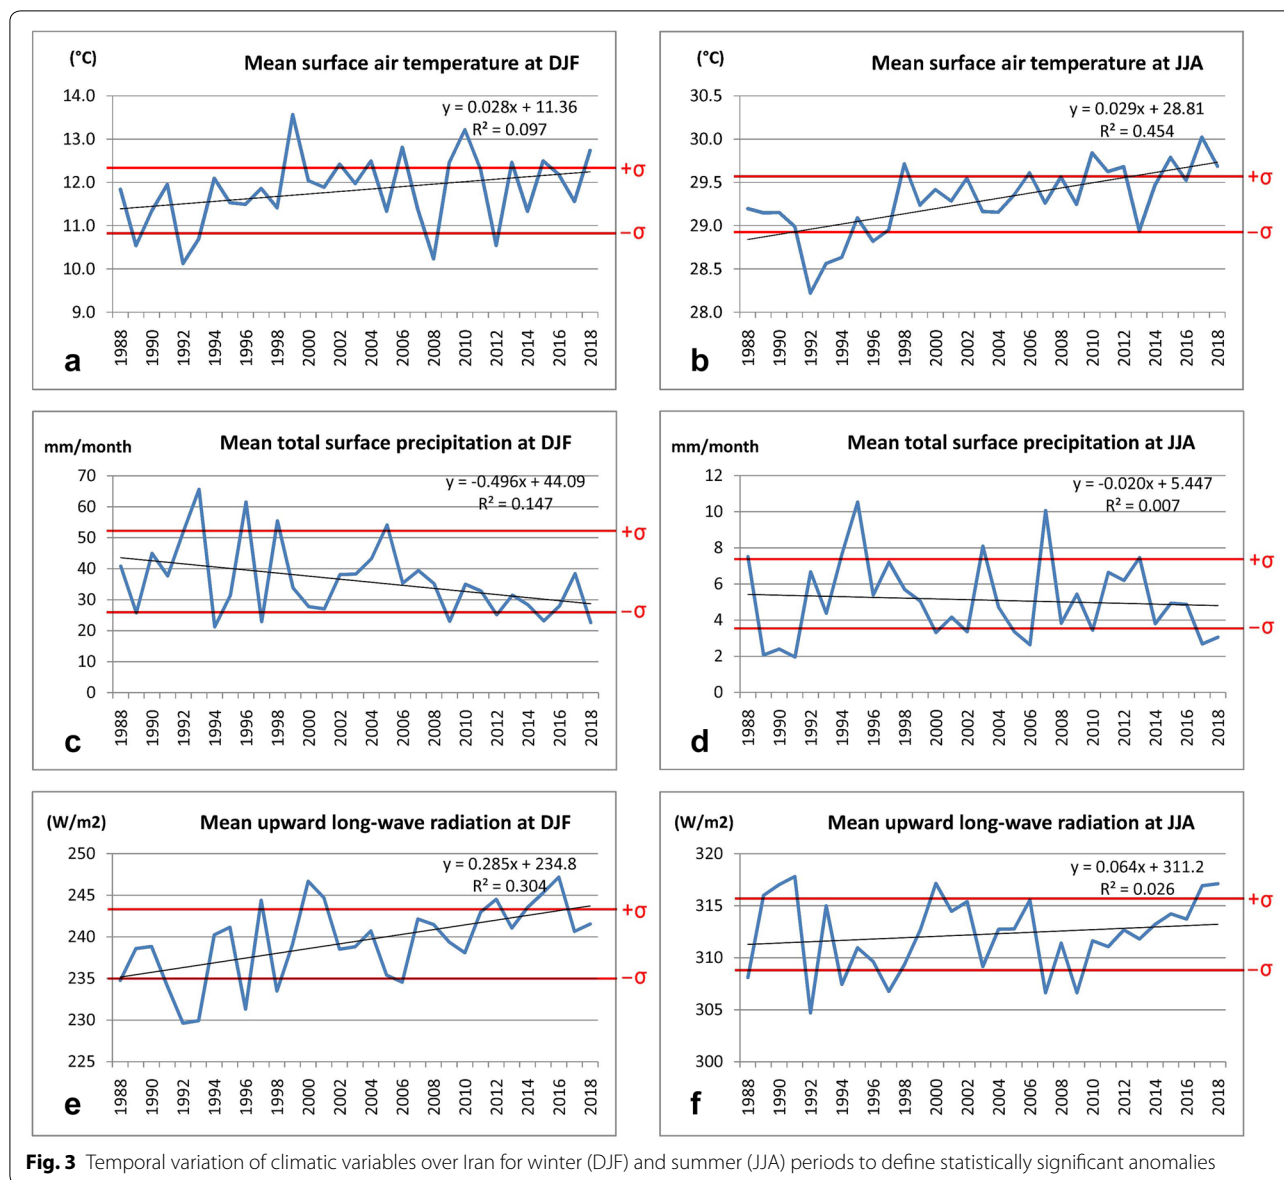 (°C)
Mean surface air temperature at DJF
y = 0.028x + 11.36
R² = 0.097
14.0
13.0
12.0
11.0
10.0
9.0
+σ
−σ
1988 1990 1992 1994 1996 1998 2000 2002 2004 2006 2008 2010 2012 2014 2016 2018
a
(°C)
Mean surface air temperature at JJA
y = 0.029x + 28.81
R² = 0.454
30.5
30.0
29.5
29.0
28.5
28.0
+σ
−σ
1988 1990 1992 1994 1996 1998 2000 2002 2004 2006 2008 2010 2012 2014 2016 2018
b
mm/month
Mean total surface precipitation at DJF
y = -0.496x + 44.09
R² = 0.147
70
60
50
40
30
20
10
0
+σ
−σ
1988 1990 1992 1994 1996 1998 2000 2002 2004 2006 2008 2010 2012 2014 2016 2018
c
mm/month
Mean total surface precipitation at JJA
y = -0.020x + 5.447
R² = 0.007
12
10
8
6
4
2
0
+σ
−σ
1988 1990 1992 1994 1996 1998 2000 2002 2004 2006 2008 2010 2012 2014 2016 2018
d
(W/m2)
Mean upward long-wave radiation at DJF
y = 0.285x + 234.8
R² = 0.304
250
245
240
235
230
225
+σ
−σ
1988 1990 1992 1994 1996 1998 2000 2002 2004 2006 2008 2010 2012 2014 2016 2018
e
(W/m2)
Mean upward long-wave radiation at JJA
y = 0.064x + 311.2
R² = 0.026
320
315
310
305
300
+σ
−σ
1988 1990 1992 1994 1996 1998 2000 2002 2004 2006 2008 2010 2012 2014 2016 2018
f
Fig. 3 Temporal variation of climatic variables over Iran for winter (DJF) and summer (JJA) periods to define statistically significant anomalies